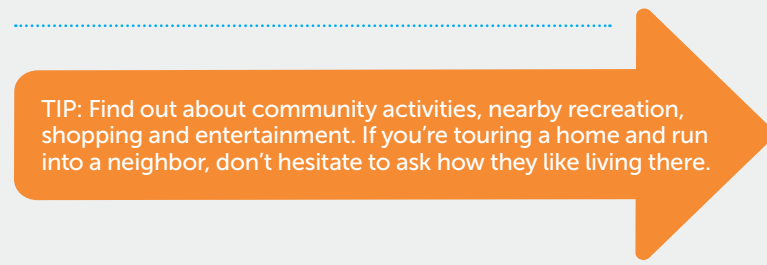 TIP: Find out about community activities, nearby recreation,
shopping and entertainment. If you’re touring a home and run
into a neighbor, don’t hesitate to ask how they like living there.